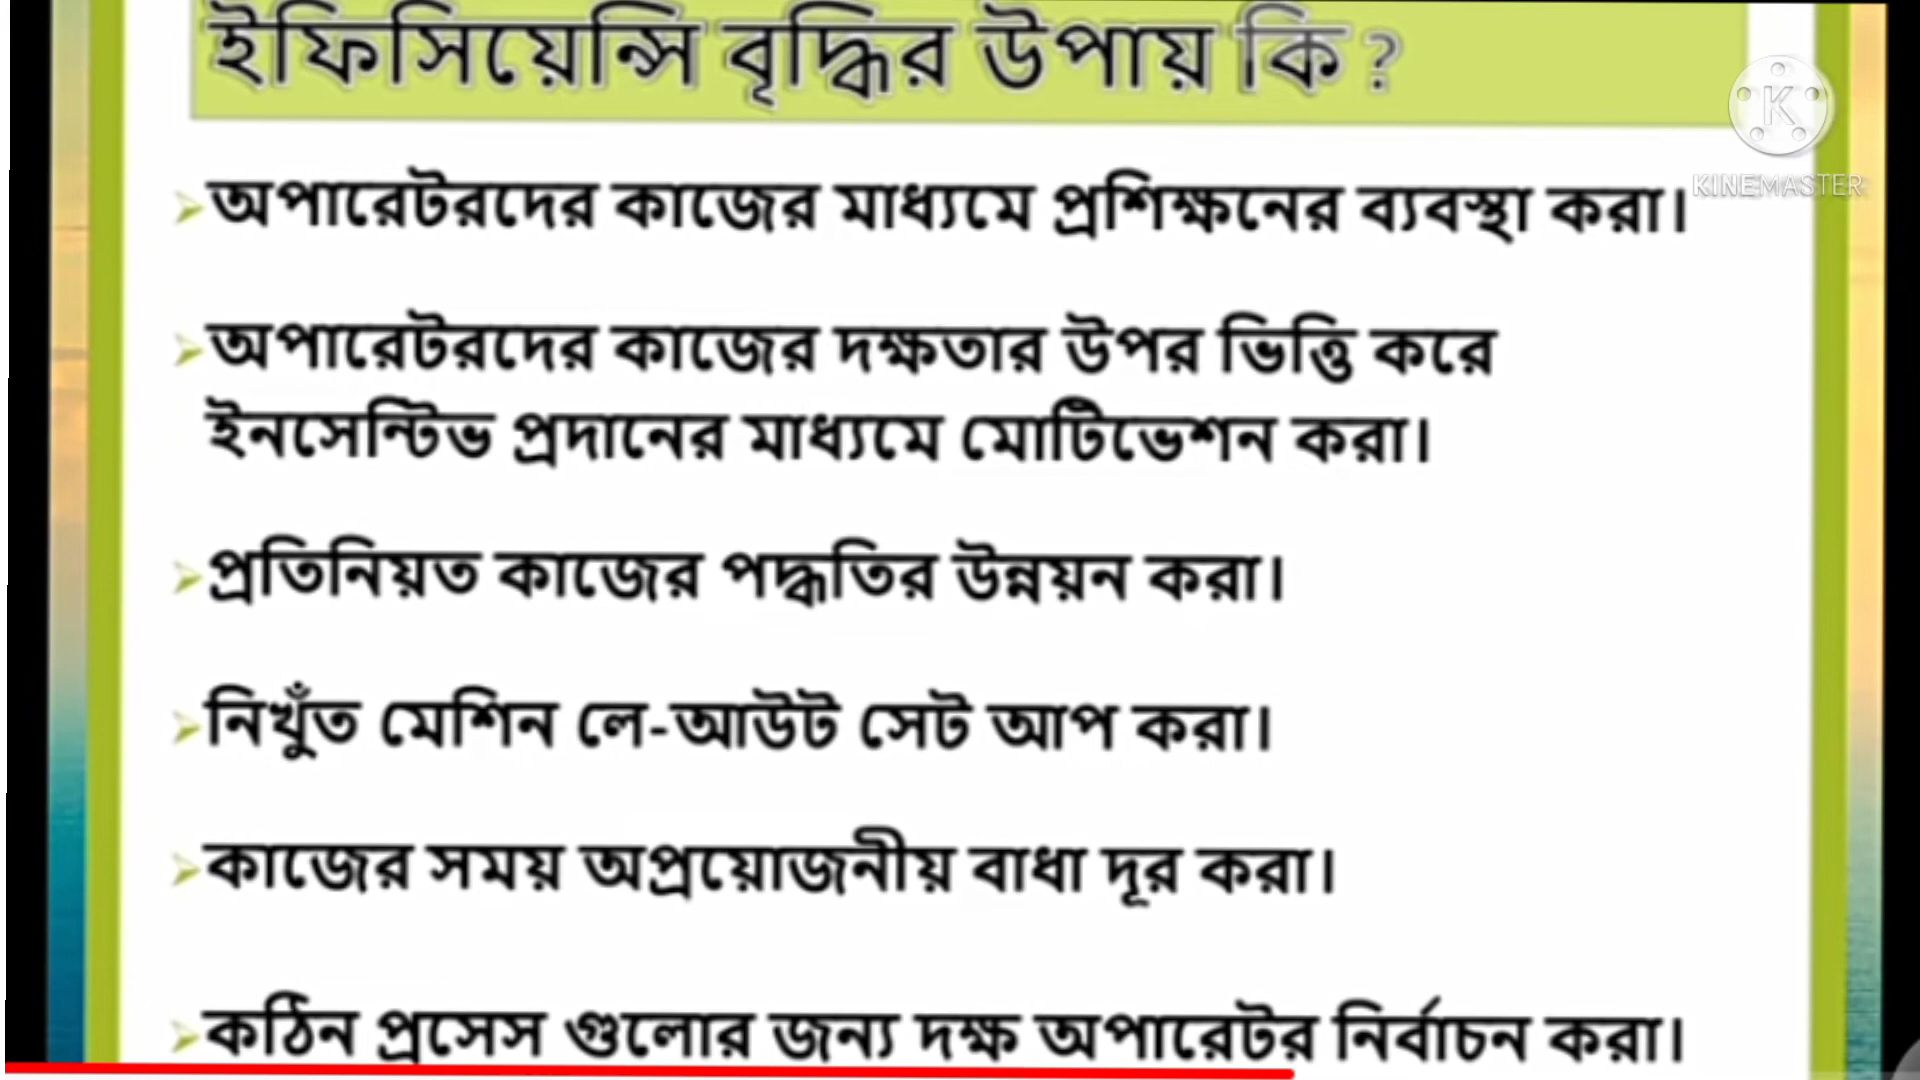 ইফিসিয়েন্সি বৃদ্ধির উপায় কি ?
KINEMASTER
অপারেটরদের কাজের মাধ্যমে প্রশিক্ষনের ব্যবস্থা করা।
অপারেটরদের কাজের দক্ষতার উপর ভিত্তি করে
ইনসেন্টিভ প্রদানের মাধ্যমে মোটিভেশন করা।
প্রতিনিয়ত কাজের পদ্ধতির উন্নয়ন করা।
নিখুঁত মেশিন লে-আউট সেট আপ করা।
কাজের সময় অপ্রয়োজনীয় বাধা দূর করা।
কঠিন প্রসেস গুলোর জন্য দক্ষ অপারেটর নির্বাচন করা।